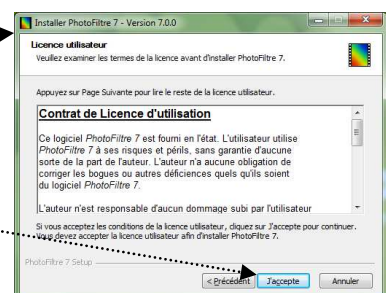 Installer PhotoFiltre 7 - Version 7.0.0
Licence utilisateur
Veuillez examiner les termes de la licence avant d'installer PhotoFiltre 7.
Appuyez sur Page Suivante pour lire le reste de la licence utilisateur.
Contrat de Licence d'utilisation
Ce logiciel PhotoFiltre 7 est fourni en l'état. L'utilisateur utilise
PhotoFiltre 7 à ses risques et périls, sans garantie d'aucune
sorte de la part de l'auteur. L'auteur n'a aucune obligation de
corriger les bogues ou autres déficiences quels qu'ils soient
du logiciel PhotoFiltre 7.
L'auteur n'est responsable d'aucun dommage subi par l'utilisateur
Si vous acceptez les conditions de la licence utilisateur, cliquez sur J'accepte pour continuer.
Vous devez accepter la licence utilisateur afin d'installer PhotoFiltre 7.
PhotoFiltre 7 Setup
< Précédent J'accepte Annuler